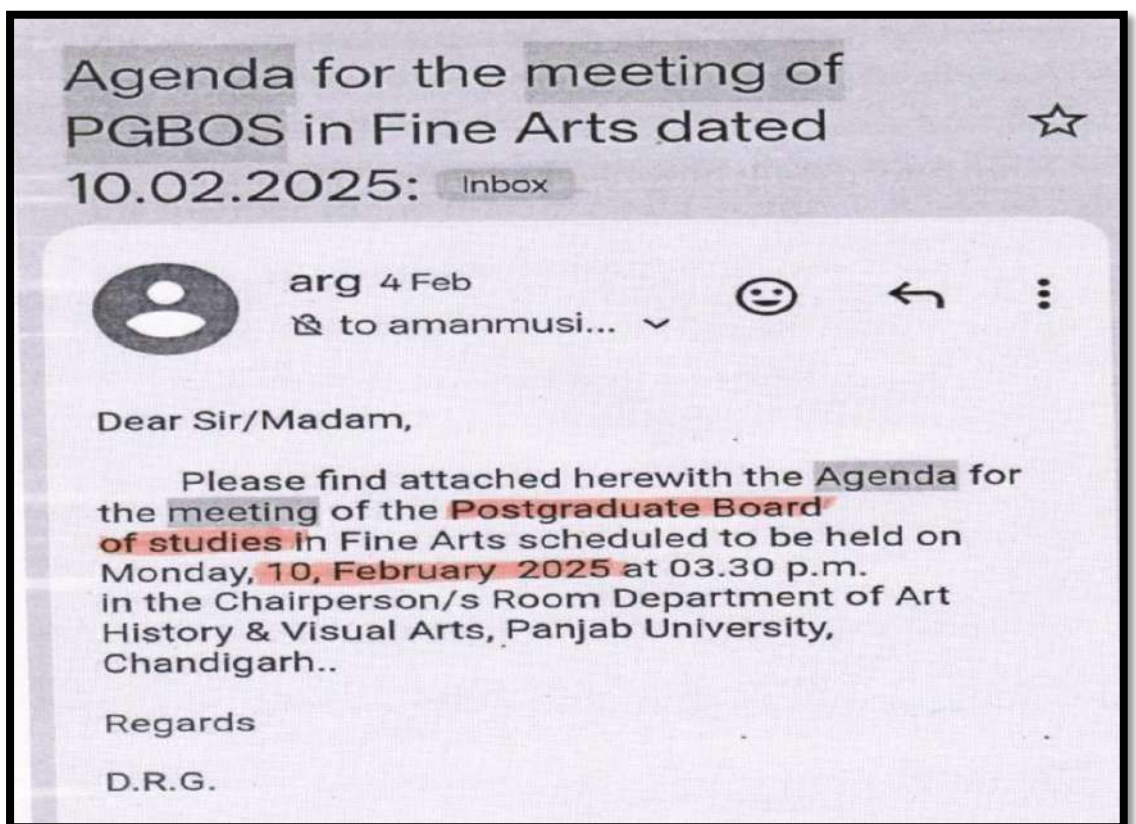 Agenda for the meeting of
PGBOS in Fine Arts dated
10.02.2025: Inbox
arg 4 Feb
to amanmusi...
Dear Sir/Madam,
Please find attached herewith the Agenda for
the meeting of the Postgraduate Board
of studies in Fine Arts scheduled to be held on
Monday, 10, February 2025 at 03.30 p.m.
in the Chairperson/s Room Department of Art
History & Visual Arts, Panjab University,
Chandigarh..
Regards
D.R.G.